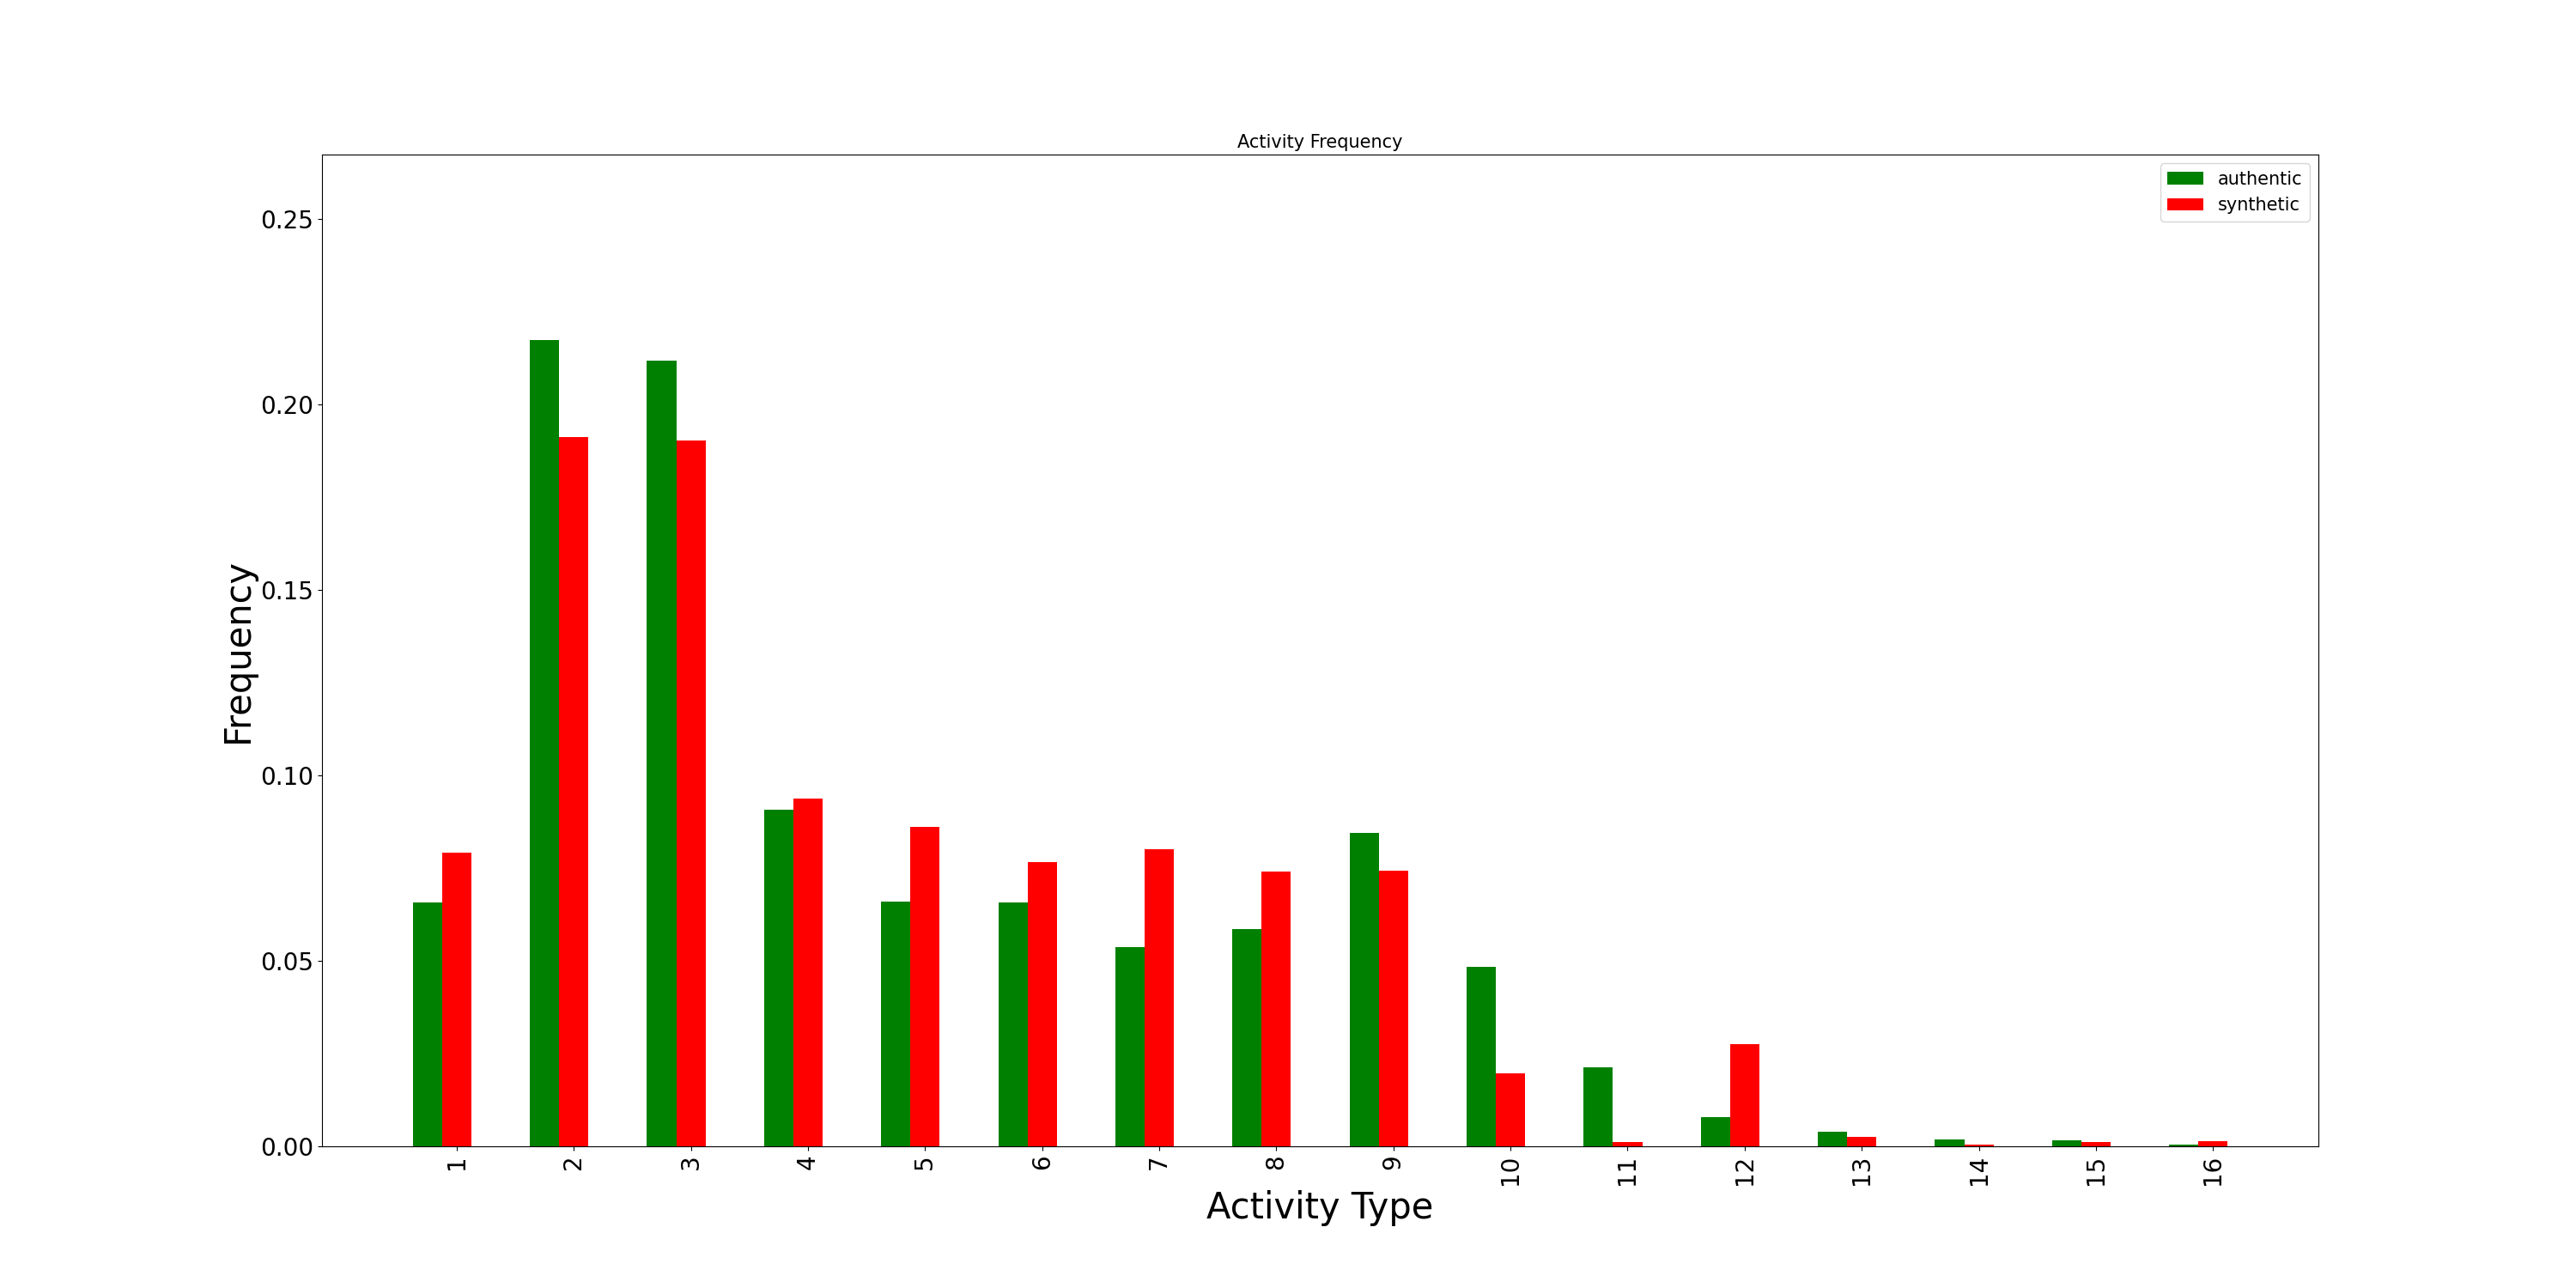 Activity Frequency
authentic
synthetic
0.25
0.20
0.15
0.10
0.05
0.00
Frequency
1 2 3 4 5 6 7 8 9 10 11 12 13 14 15 16
Activity Type